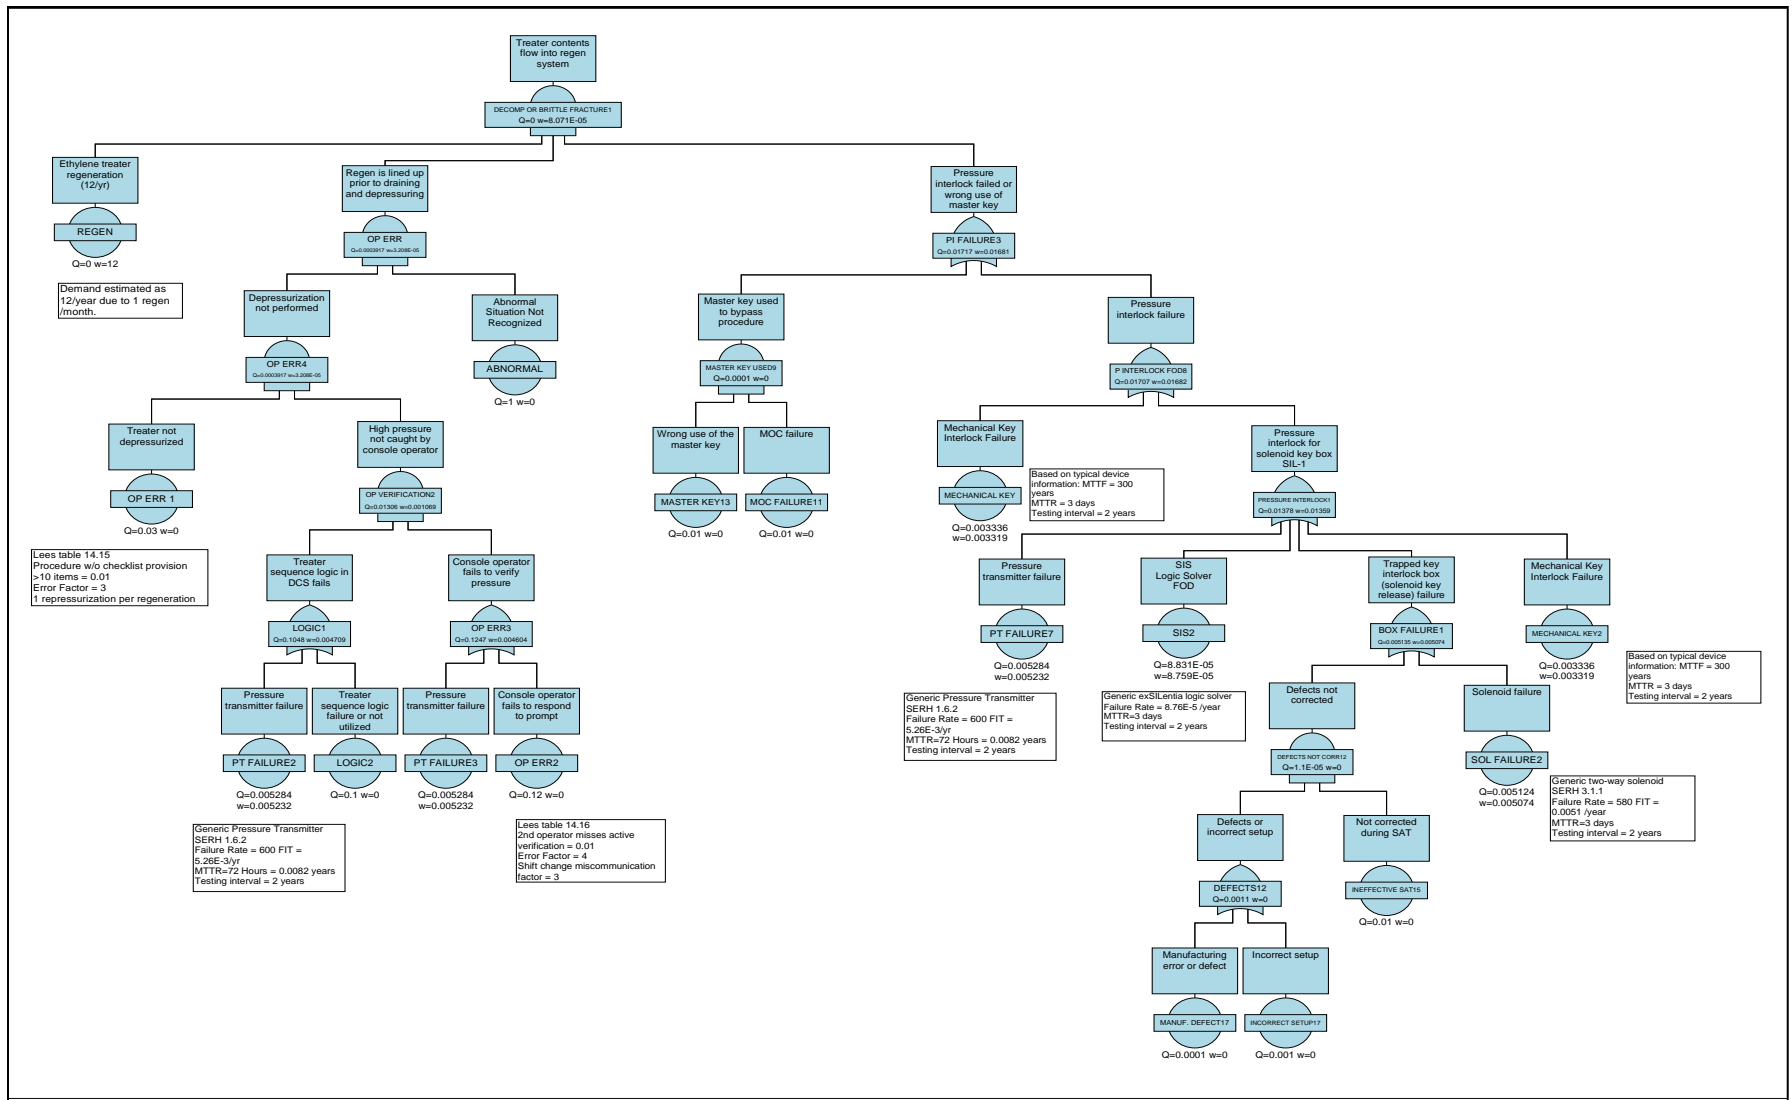 Treater contents
flow into regen
system
DECOMP OR BRITTLE FRACTURE1
Q=0 w=8.071E-05
Ethylene treater
regeneration
(12/yr)
REGEN
Q=0 w=12
Demand estimated as
12/year due to 1 regen
/month.
Regen is lined up
prior to draining
and depressuring
OP ERR
Q=0.0003917 w=3.208E-05
Pressure
interlock failed or
wrong use of
master key
PI FAILURE3
Q=0.01717 w=0.01681
Depressurization
not performed
OP ERR4
Q=0.0003917 w=3.208E-05
Abnormal
Situation Not
Recognized
ABNORMAL
Q=1 w=0
Master key used
to bypass
procedure
MASTER KEY USED9
Q=0.0001 w=0
Pressure
interlock failure
P INTERLOCK FOD8
Q=0.01707 w=0.01682
Treater not
depressurized
OP ERR 1
Q=0.03 w=0
Lees table 14.15
Procedure w/o checklist provision
>10 items = 0.01
Error Factor = 3
1 repressurization per regeneration
High pressure
not caught by
console operator
OP VERIFICATION2
Q=0.01306 w=0.001069
Wrong use of the
master key
MASTER KEY13
Q=0.01 w=0
MOC failure
MOC FAILURE11
Q=0.01 w=0
Mechanical Key
Interlock Failure
MECHANICAL KEY
Q=0.003336
w=0.003319
Based on typical device
information: MTTF = 300
years
MTTR = 3 days
Testing interval = 2 years
Pressure
interlock for
solenoid key box
SIL-1
PRESSURE INTERLOCK1
Q=0.01378 w=0.01359
Treater
sequence logic in
DCS fails
LOGIC1
Q=0.1048 w=0.004709
Console operator
fails to verify
pressure
OP ERR3
Q=0.1247 w=0.004604
Pressure
transmitter failure
PT FAILURE7
Q=0.005284
w=0.005232
Generic Pressure Transmitter
SERH 1.6.2
Failure Rate = 600 FIT =
5.26E-3/yr
MTTR=72 Hours = 0.0082 years
Testing interval = 2 years
SIS
Logic Solver
FOD
SIS2
Q=8.831E-05
w=8.759E-05
Generic exSILentia logic solver
Failure Rate = 8.76E-5 /year
MTTR=3 days
Testing interval = 2 years
Trapped key
interlock box
(solenoid key
release) failure
BOX FAILURE1
Q=0.005135 w=0.005074
Mechanical Key
Interlock Failure
MECHANICAL KEY2
Q=0.003336
w=0.003319
Based on typical device
information: MTTF = 300
years
MTTR = 3 days
Testing interval = 2 years
Pressure
transmitter failure
PT FAILURE2
Q=0.005284
w=0.005232
Generic Pressure Transmitter
SERH 1.6.2
Failure Rate = 600 FIT =
5.26E-3/yr
MTTR=72 Hours = 0.0082 years
Testing interval = 2 years
Treater
sequence logic
failure or not
utilized
LOGIC2
Q=0.1 w=0
Pressure
transmitter failure
PT FAILURE3
Q=0.005284
w=0.005232
Console operator
fails to respond
to prompt
OP ERR2
Q=0.12 w=0
Lees table 14.16
2nd operator misses active
verification = 0.01
Error Factor = 4
Shift change miscommunication
factor = 3
Defects not
corrected
DEFECTS NOT CORR12
Q=1.1E-05 w=0
Solenoid failure
SOL FAILURE2
Q=0.005124
w=0.005074
Generic two-way solenoid
SERH 3.1.1
Failure Rate = 580 FIT =
0.0051 /year
MTTR=3 days
Testing interval = 2 years
Defects or
incorrect setup
DEFECTS12
Q=0.0011 w=0
Not corrected
during SAT
INEFFECTIVE SAT15
Q=0.01 w=0
Manufacturing
error or defect
MANUF. DEFECT17
Q=0.0001 w=0
Incorrect setup
INCORRECT SETUP17
Q=0.001 w=0